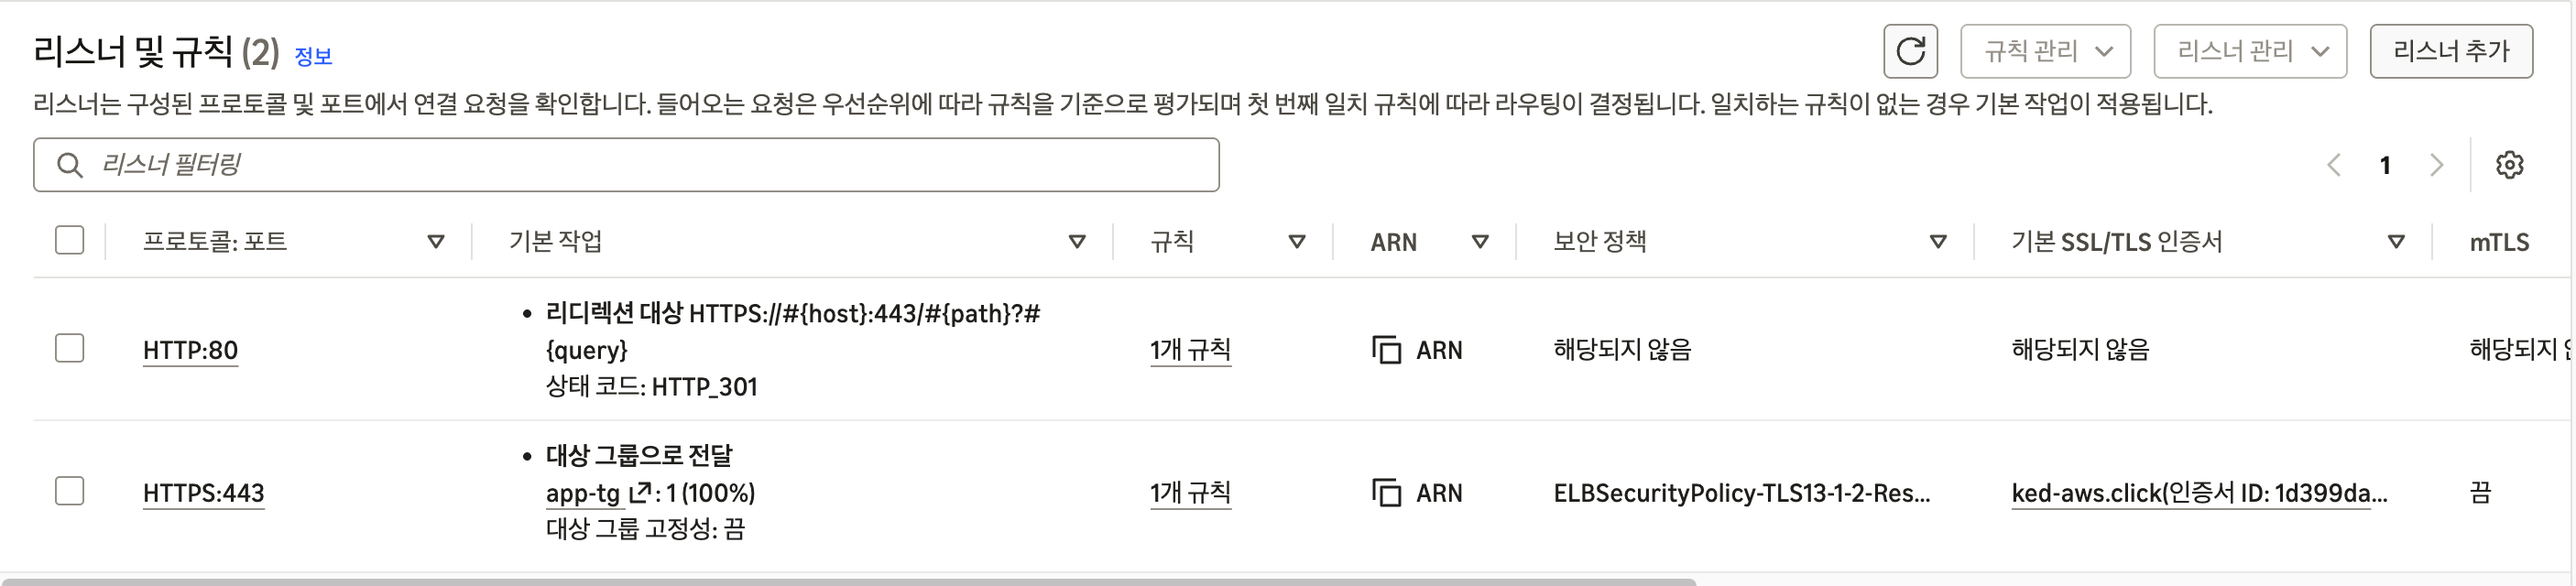 리스너 및 규칙 (2) 정보
규칙 관리
리스너 관리
리스너 추가
리스너는 구성된 프로토콜 및 포트에서 연결 요청을 확인합니다. 들어오는 요청은 우선순위에 따라 규칙을 기준으로 평가되며 첫 번째 일치 규칙에 따라 라우팅이 결정됩니다. 일치하는 규칙이 없는 경우 기본 작업이 적용됩니다.
리스너 필터링
1
프로토콜: 포트 기본 작업 규칙 ARN 보안 정책 기본 SSL/TLS 인증서 mTLS
• 리디렉션 대상 HTTPS://#{host}:443/#{path}?#
HTTP:80 {query} 1개 규칙 ARN 해당되지 않음 해당되지 않음 해당되지
상태 코드: HTTP_301
• 대상 그룹으로 전달
HTTPS:443 app-tg : 1 (100%) 1개 규칙 ARN ELBSecurityPolicy-TLS13-1-2-Res... ked-aws.click(인증서 ID: 1d399da... 끔
대상 그룹 고정성: 끔